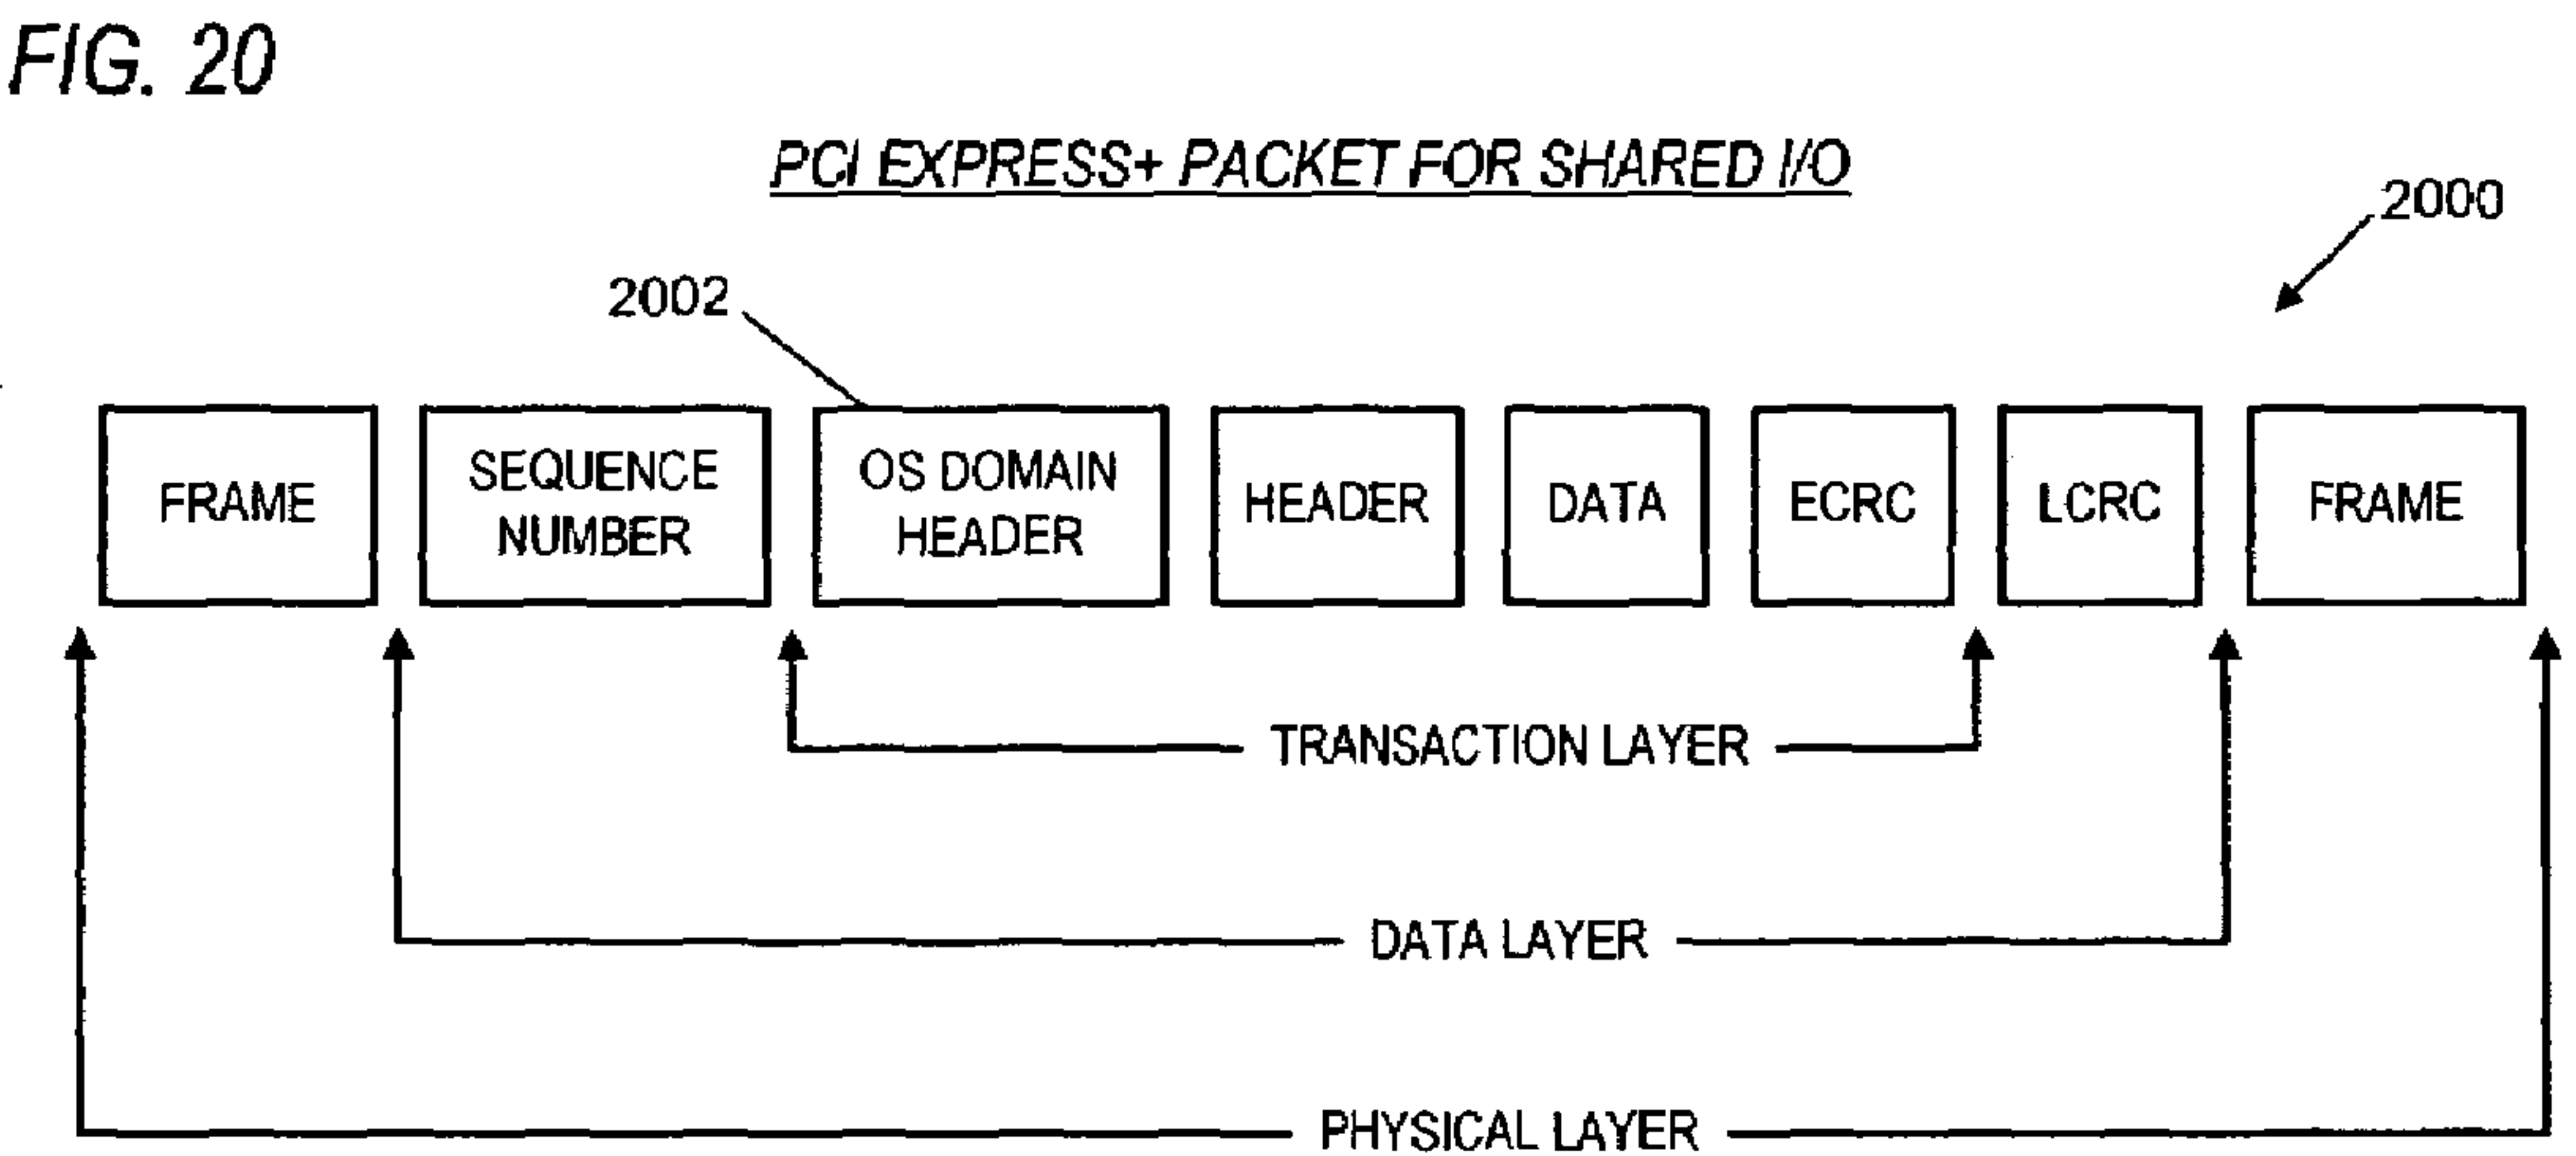 FIG. 20
PCI EXPRESS+ PACKET FOR SHARED I/O
2000
2002
FRAME
SEQUENCE
NUMBER
OS DOMAIN
HEADER
HEADER
DATA
ECRC
LCRC
FRAME
TRANSACTION LAYER
DATA LAYER
PHYSICAL LAYER